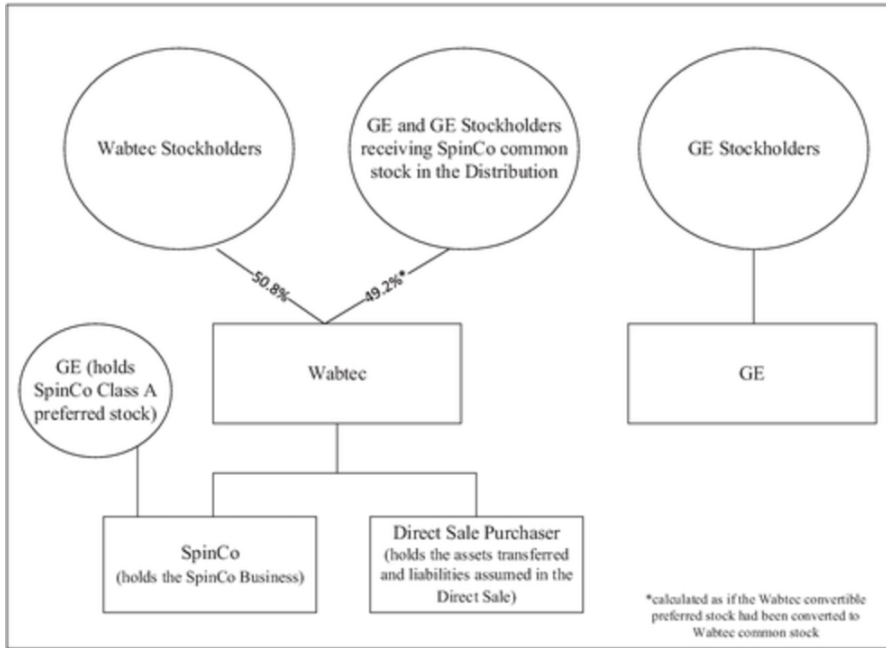 Wabtec Stockholders
GE and GE Stockholders
receiving SpinCo common
stock in the Distribution
GE Stockholders
50.8%
49.2%*
GE (holds
SpinCo Class A
preferred stock)
Wabtec
GE
SpinCo
(holds the SpinCo Business)
Direct Sale Purchaser
(holds the assets transferred
and liabilities assumed in the
Direct Sale)
*calculated as if the Wabtec convertible
preferred stock had been converted to
Wabtec common stock